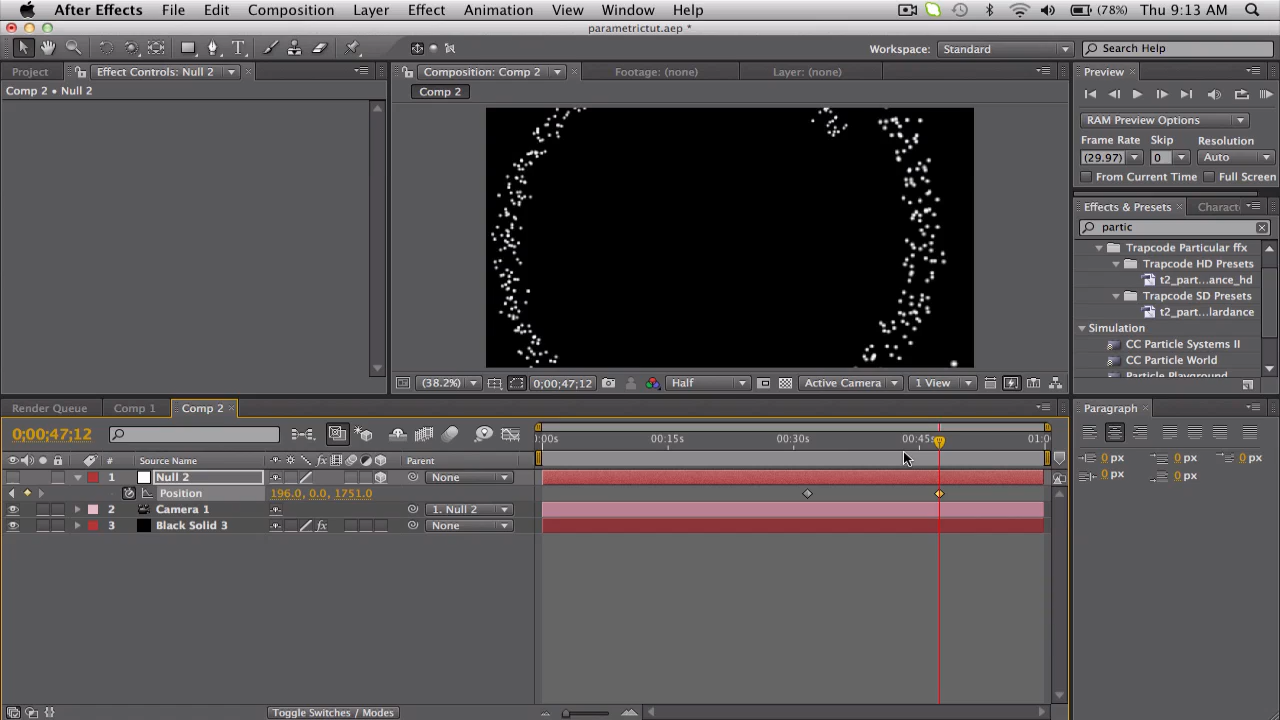 After Effects File Edit Composition Layer Effect Animation View Window Help (78%) Thu 9:13 AM
parametrictut.aep *
T Workspace: Standard Search Help
Project Effect Controls: Null 2 Composition: Comp 2 Footage: (none) Layer: (none) Preview
Comp 2 • Null 2 Comp 2
RAM Preview Options
Frame Rate Skip Resolution
(29.97) 0 Auto
From Current Time Full Screen
Effects & Presets Charact
partic
Trapcode Particular ffx
Trapcode HD Presets
t2_part...ance_hd
Trapcode SD Presets
t2_part...lardance
Simulation
CC Particle Systems II
CC Particle World
Particle Playground
(38.2%) 0;00;47;12 Half Active Camera 1 View
Render Queue Comp 1 Comp 2 Paragraph
0;00;47;12 :00s 00:15s 00:30s 00:45s 01:0
# Source Name fx Parent
1 Null 2 None
Position 196.0, 0.0, 1751.0
2 Camera 1 1. Null 2
3 Black Solid 3 fx None
0 px 0 px 0 px
0 px 0 px
Toggle Switches / Modes